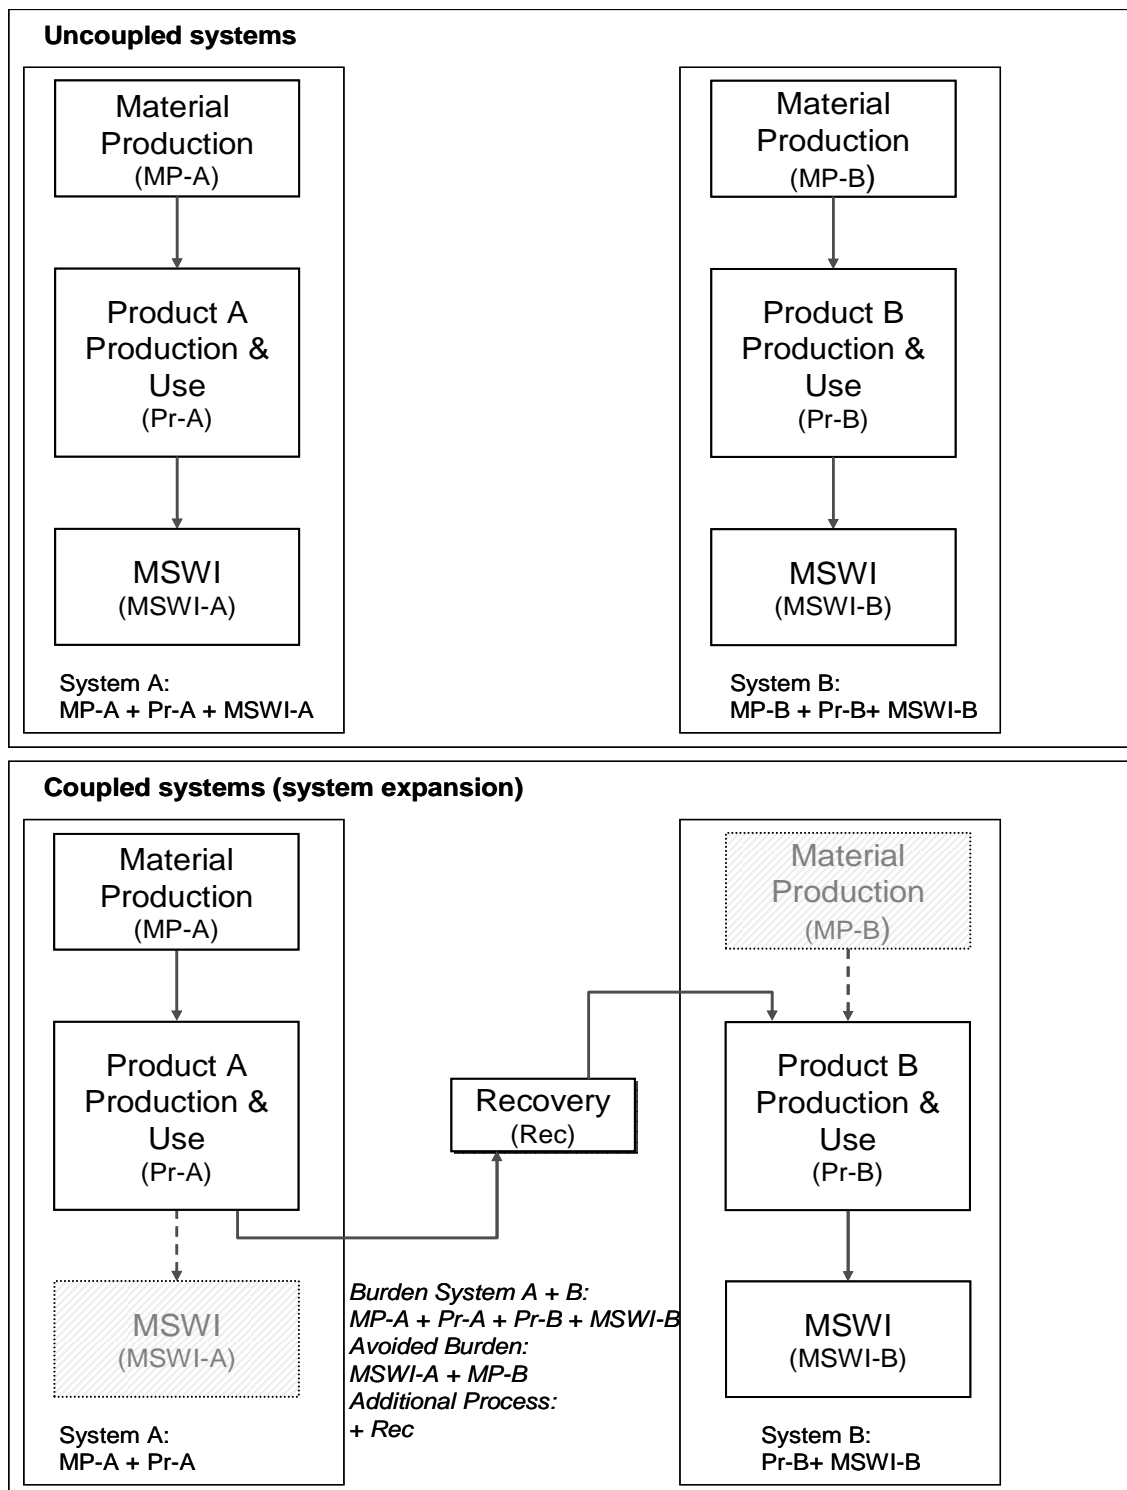 Uncoupled systems
Material
Production
(MP-A)
Product A
Production &
Use
(Pr-A)
MSWI
(MSWI-A)
System A:
MP-A + Pr-A + MSWI-A
Material
Production
(MP-B)
Product B
Production &
Use
(Pr-B)
MSWI
(MSWI-B)
System B:
MP-B + Pr-B+ MSWI-B
Coupled systems (system expansion)
Material
Production
(MP-A)
Product A
Production &
Use
(Pr-A)
MSWI
(MSWI-A)
System A:
MP-A + Pr-A
Recovery
(Rec)
Burden System A + B:
MP-A + Pr-A + Pr-B + MSWI-B
Avoided Burden:
MSWI-A + MP-B
Additional Process:
+ Rec
Material
Production
(MP-B)
Product B
Production &
Use
(Pr-B)
MSWI
(MSWI-B)
System B:
Pr-B+ MSWI-B